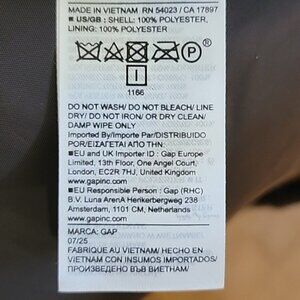 MADE IN VIETNAM RN 54023 / CA 17897
■ US/GB : SHELL: 100% POLYESTER,
LINING: 100% POLYESTER
P
1166
DO NOT WASH/ DO NOT BLEACH/ LINE
DRY/ DO NOT IRON/ OR DRY CLEAN/
DAMP WIPE ONLY
Imported By/Importe Par/DISTRIBUIDO
POR/ΕΙΣΑΓΕΤΑΙ ΑΠΟ ΤΗΝ:
■EU and UK Importer ID : Gap Europe
Limited, 13th Floor, One Angel Court,
London, EC2R 7HJ, United Kingdom
www.gapinc.com
■EU Responsible Person : Gap (RHC)
B.V. Luna ArenA Herikerbergweg 238
Amsterdam, 1101 CM, Netherlands
www.gapinc.com
MARCA: GAP
07/25
FABRIQUE AU VIETNAM/ HECHO EN
VIETNAM CON INSUMOS IMPORTADOS/
ПРОИЗВЕДЕНО ВЪВ ВИЕТНАМ/